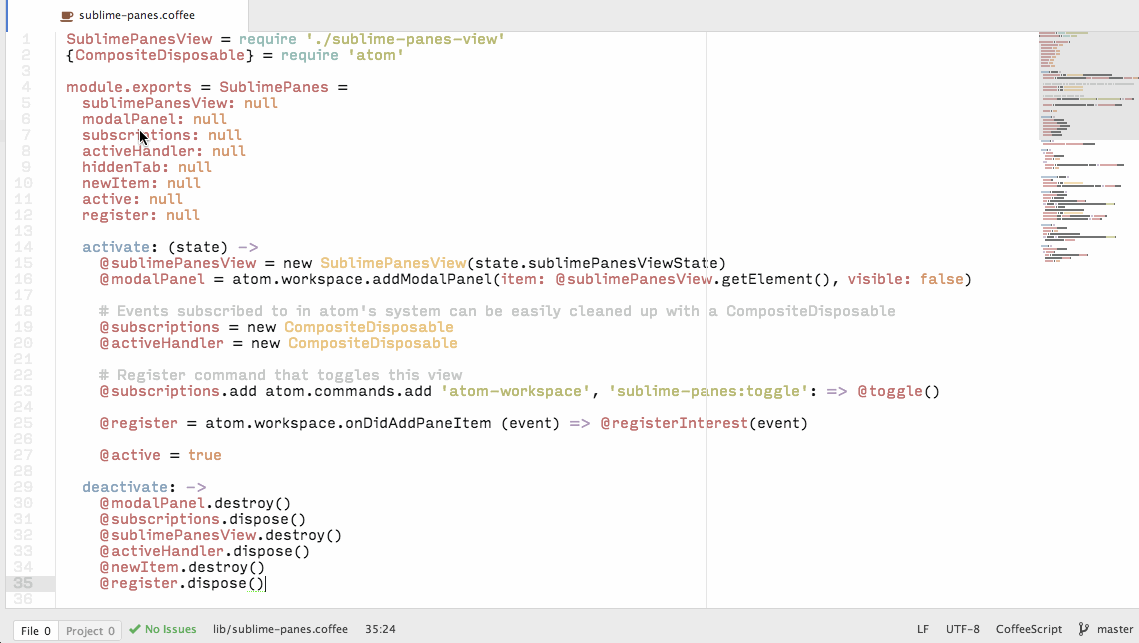 sublime-panes.coffee
1 SublimePanesView = require './sublime-panes-view'
2 {CompositeDisposable} = require 'atom'
3
4 module.exports = SublimePanes =
5 sublimePanesView: null
6 modalPanel: null
7 subscriptions: null
8 activeHandler: null
9 hiddenTab: null
10 newItem: null
11 active: null
12 register: null
13
14 activate: (state) ->
15 @sublimePanesView = new SublimePanesView(state.sublimePanesViewState)
16 @modalPanel = atom.workspace.addModalPanel(item: @sublimePanesView.getElement(), visible: false)
17
18 # Events subscribed to in atom's system can be easily cleaned up with a CompositeDisposable
19 @subscriptions = new CompositeDisposable
20 @activeHandler = new CompositeDisposable
21
22 # Register command that toggles this view
23 @subscriptions.add atom.commands.add 'atom-workspace', 'sublime-panes:toggle': => @toggle()
24
25 @register = atom.workspace.onDidAddPaneItem (event) => @registerInterest(event)
26
27 @active = true
28
29 deactivate: ->
30 @modalPanel.destroy()
31 @subscriptions.dispose()
32 @sublimePanesView.destroy()
33 @activeHandler.dispose()
34 @newItem.destroy()
35 @register.dispose()
36
File 0 Project 0 No Issues lib/sublime-panes.coffee 35:24 LF UTF-8 CoffeeScript master